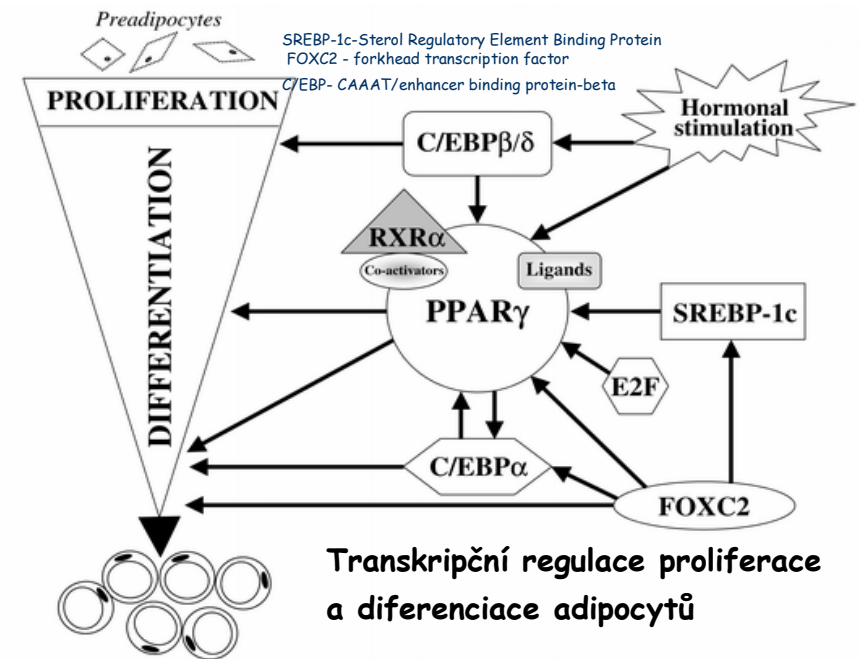 Preadipocytes
SREBP-1c-Sterol Regulatory Element Binding Protein
FOXC2 - forkhead transcription factor
C/EBP- CAAAT/enhancer binding protein-beta
PROLIFERATION
Hormonal
stimulation
C/EBPβ/δ
DIFFERENTIATION
RXRα
Co-activators
Ligands
PPARγ
SREBP-1c
E2F
C/EBPα
FOXC2
Transkripční regulace proliferace
a diferenciace adipocytů